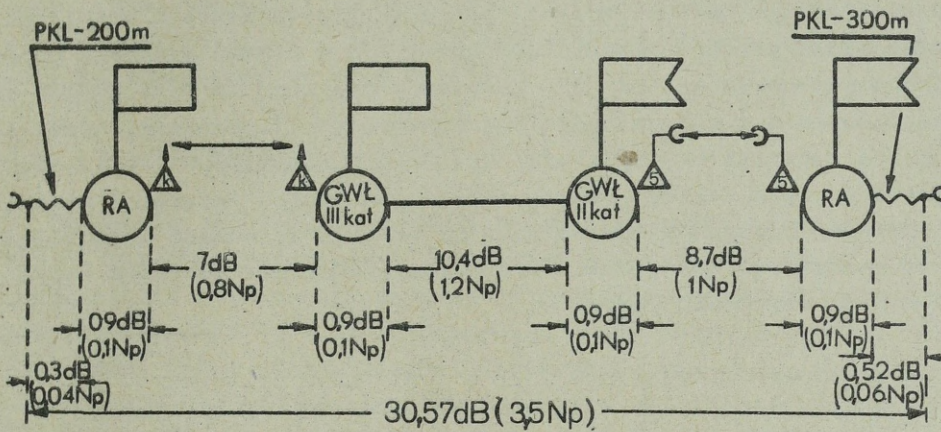 PKL-200m
PKL-300m
RA
k
k
GWŁ
III kat
GWŁ
II kat
5
5
RA
7dB
(0,8Np)
10,4dB
(1,2Np)
8,7dB
(1Np)
09dB
(0,1Np)
0,9dB
(0,1Np)
0,9dB
(0,1Np)
0,9dB
(0,1Np)
0,3dB
(0,04Np)
0,52dB
(0,06Np)
30,57dB (3,5Np)